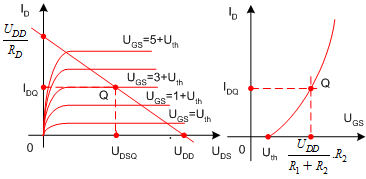 I_D
U_DD
R_D
U_GS=5+U_th
U_GS=3+U_th
I_DQ
Q
U_GS=1+U_th
U_GS=U_th
0
U_DSQ
U_DD
U_DS
I_D
I_DQ
Q
0
U_GS
U_th
U_DD
R_1 + R_2
.R_2